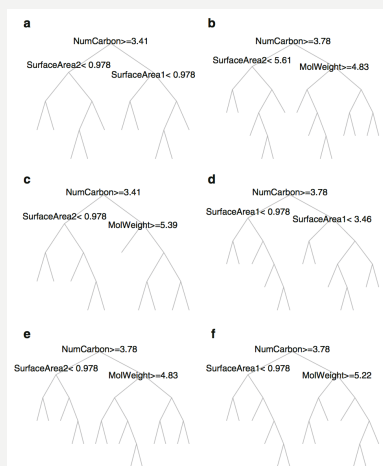 a
NumCarbon>=3.41
SurfaceArea2< 0.978
SurfaceArea1< 0.978
b
NumCarbon>=3.78
SurfaceArea2< 5.61
MolWeight>=4.83
c
NumCarbon>=3.41
SurfaceArea2< 0.978
MolWeight>=5.39
d
NumCarbon>=3.78
SurfaceArea1< 0.978
SurfaceArea1< 3.46
e
NumCarbon>=3.78
SurfaceArea2< 0.978
MolWeight>=4.83
f
NumCarbon>=3.78
SurfaceArea1< 0.978
MolWeight>=5.22